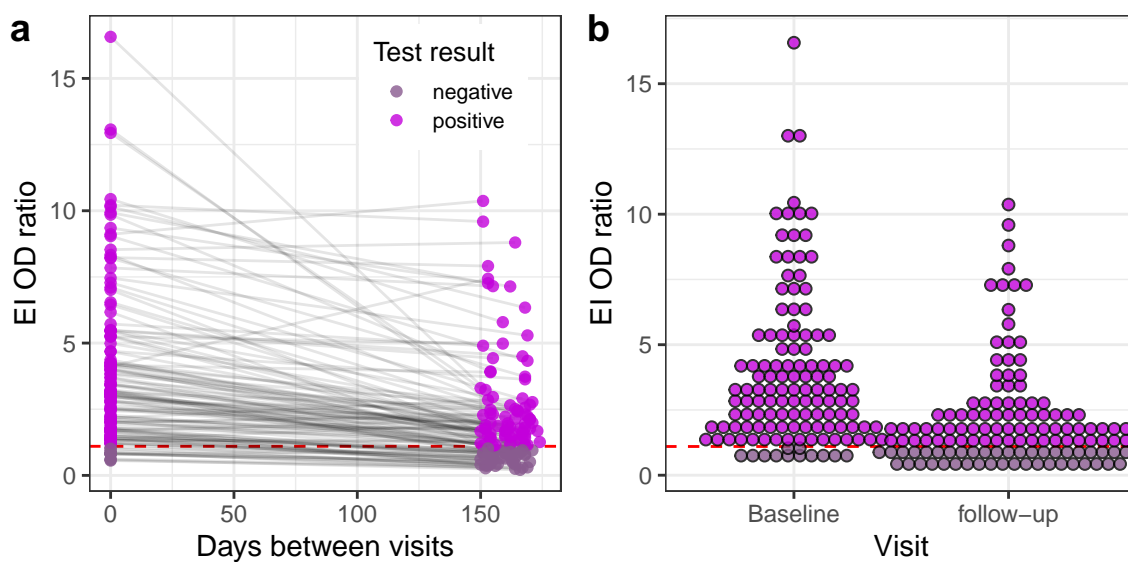 a
Test result
negative
positive
EI OD ratio
15
10
5
0
0
50
100
150
Days between visits
b
EI OD ratio
15
10
5
0
Baseline
follow−up
Visit